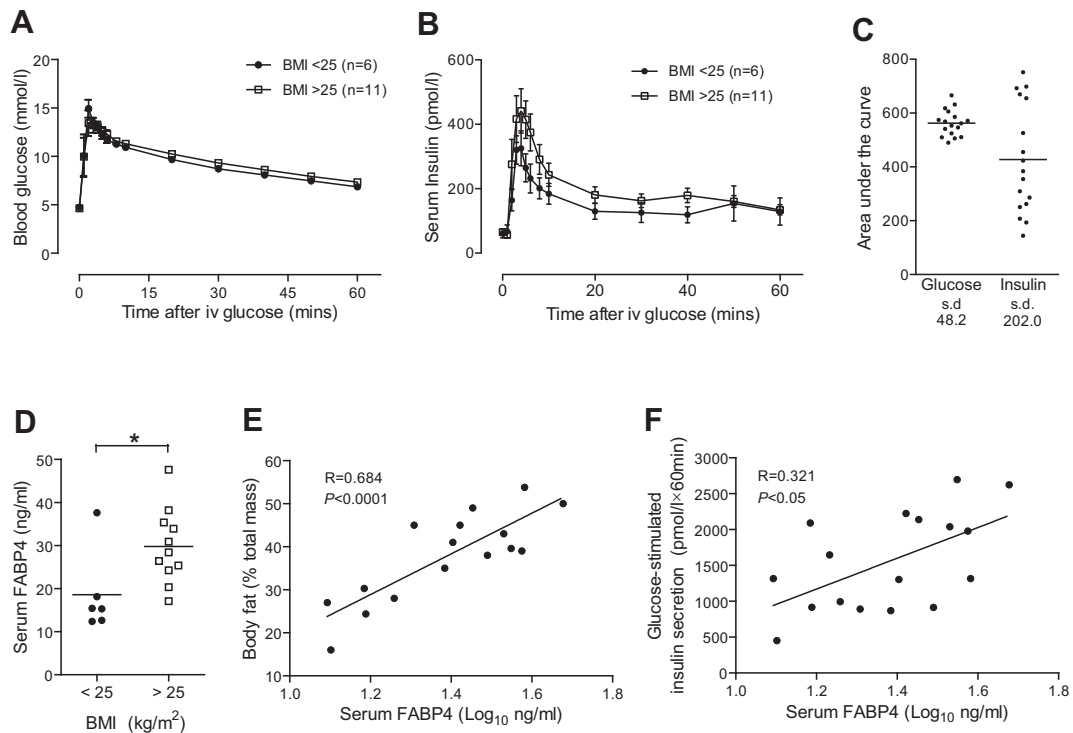 A
Blood glucose (mmol/l)
20
15
10
5
0
BMI <25 (n=6)
BMI >25 (n=11)
0 15 30 45 60
Time after iv glucose (mins)
B
Serum Insulin (pmol/l)
600
400
200
0
BMI <25 (n=6)
BMI >25 (n=11)
0 20 40 60
Time after iv glucose (mins)
C
Area under the curve
800
600
400
200
0
Glucose Insulin
s.d s.d.
48.2 202.0
D
*
Serum FABP4 (ng/ml)
50
40
30
20
10
0
< 25 > 25
BMI (kg/m²)
E
Body fat (% total mass)
60
50
40
30
20
10
R=0.684
P<0.0001
1.0 1.2 1.4 1.6 1.8
Serum FABP4 (Log₁₀ ng/ml)
F
Glucose-stimulated
insulin secretion (pmol/l×60min)
3000
2500
2000
1500
1000
500
0
R=0.321
P<0.05
1.0 1.2 1.4 1.6 1.8
Serum FABP4 (Log₁₀ ng/ml)